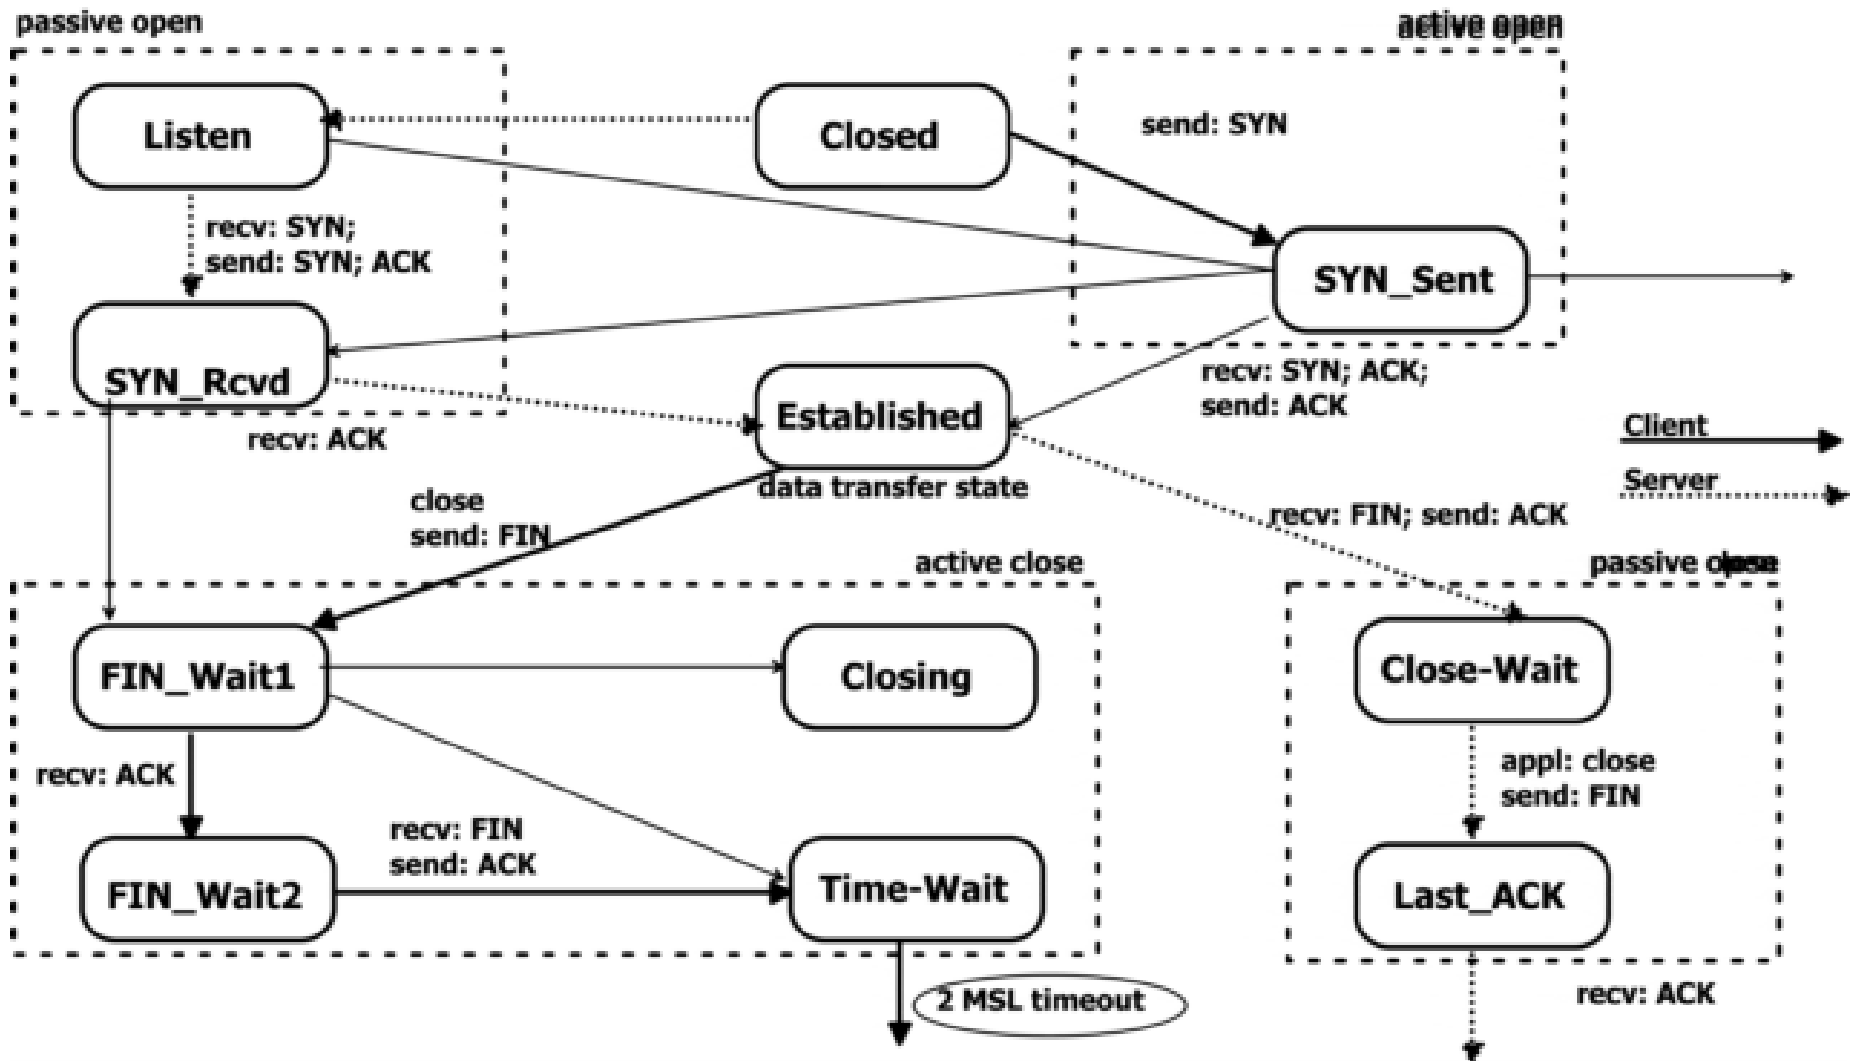 passive open
active open
Listen
Closed
send: SYN
recv: SYN;
send: SYN; ACK
SYN_Sent
SYN_Rcvd
recv: ACK
Established
data transfer state
recv: SYN; ACK;
send: ACK
Client
Server
close
send: FIN
recv: FIN; send: ACK
active close
passive close
FIN_Wait1
Closing
Close-Wait
recv: ACK
appl: close
send: FIN
recv: FIN
send: ACK
FIN_Wait2
Time-Wait
Last_ACK
2 MSL timeout
recv: ACK